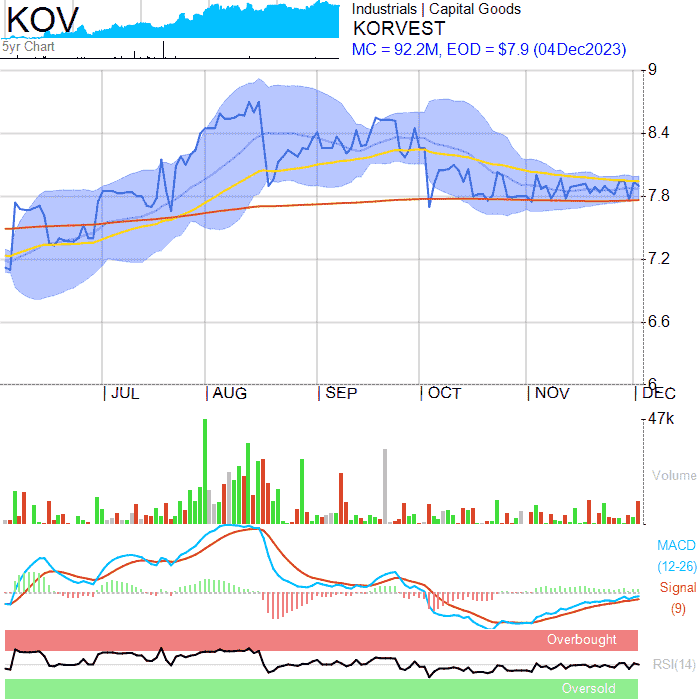 KOV
5yr Chart
Industrials | Capital Goods
KORVEST
MC = 92.2M, EOD = $7.9 (04Dec2023)
9
8.4
7.8
7.2
6.6
6
JUL AUG SEP OCT NOV DEC
47k
Volume
MACD
(12-26)
Signal
(9)
Overbought
RSI(14)
Oversold